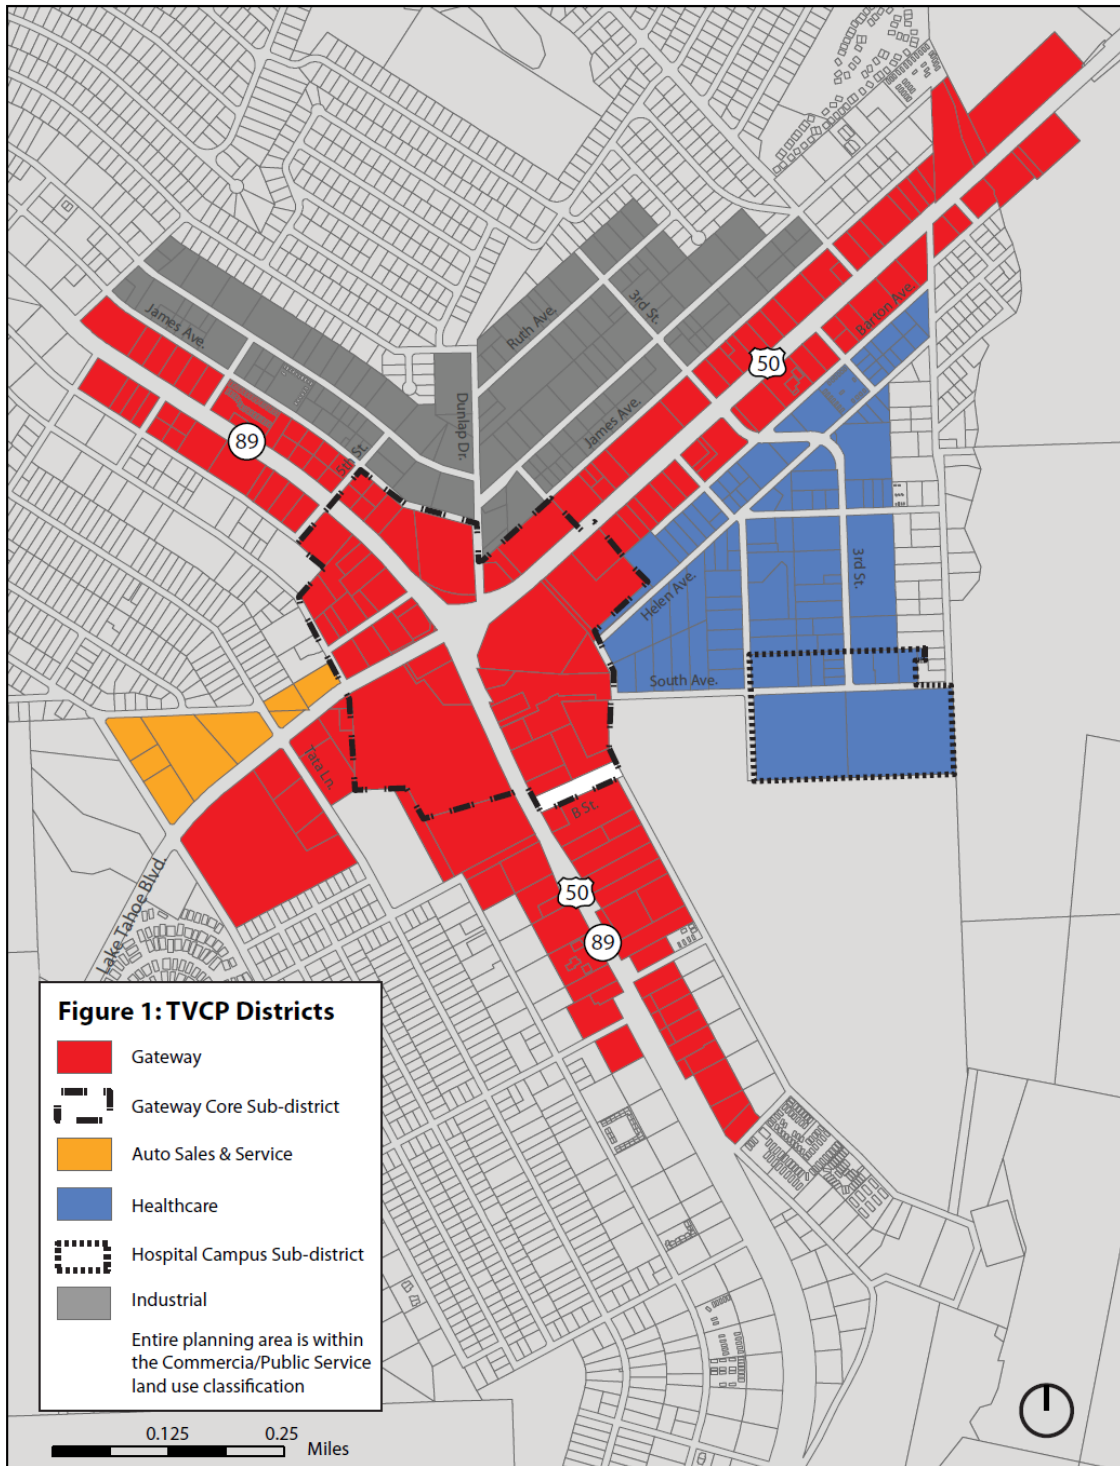 James Ave.
89
5th St.
Dunlap Dr.
Ruth Ave.
3rd St.
James Ave.
50
Barton Ave.
Helen Ave.
3rd St.
South Ave.
Tata Ln.
B St.
50
89
Lake Tahoe Blvd.
Figure 1: TVCP Districts
Gateway
Gateway Core Sub-district
Auto Sales & Service
Healthcare
Hospital Campus Sub-district
Industrial
Entire planning area is within
the Commercia/Public Service
land use classification
0.125
0.25
Miles